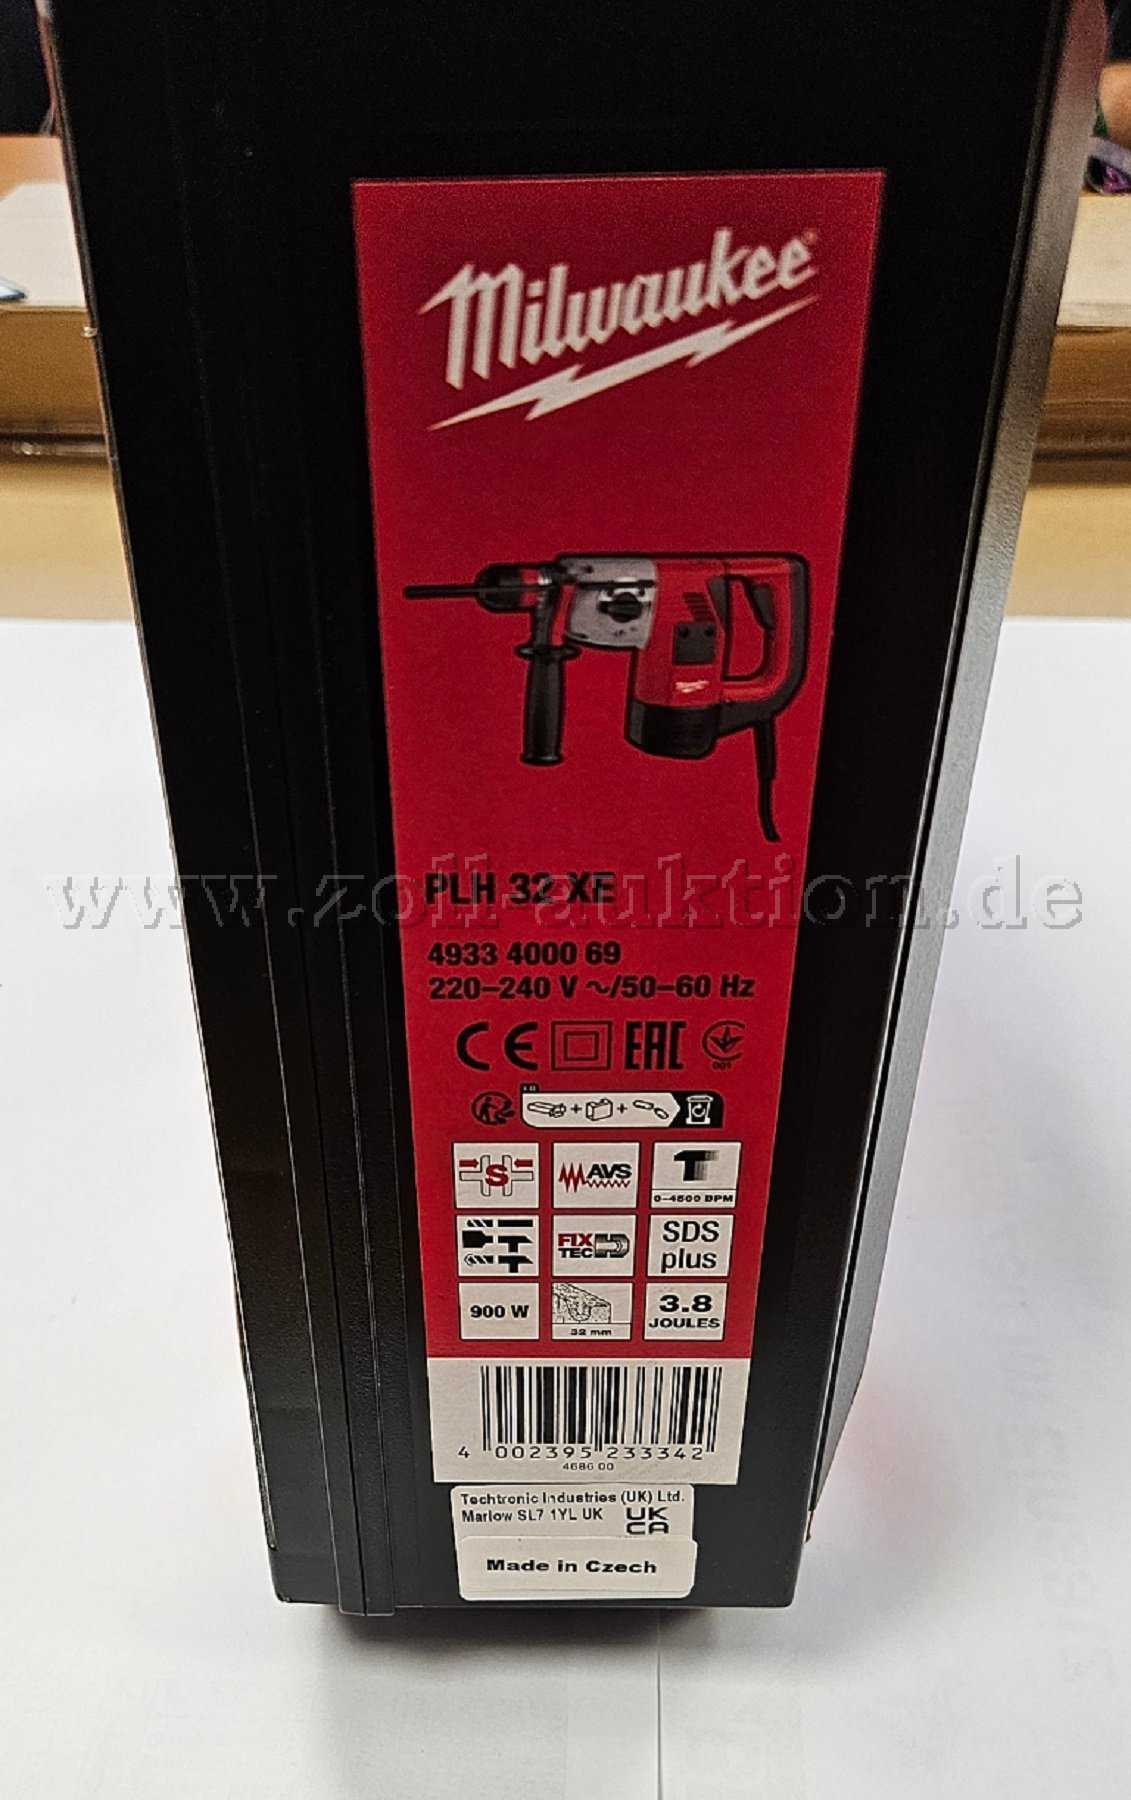 Milwaukee
www.zoll-auktion.de
PLH 32 XE
4933 4000 69
220–240 V ~/50–60 Hz
CE EAC
001
S AVS T
0–4500 BPM
FIX TEC
SDS plus
900 W
32 mm
3.8 JOULES
4 002395 233342
4686 00
Techtronic Industries (UK) Ltd.
Marlow SL7 1YL UK
UK CA
Made in Czech